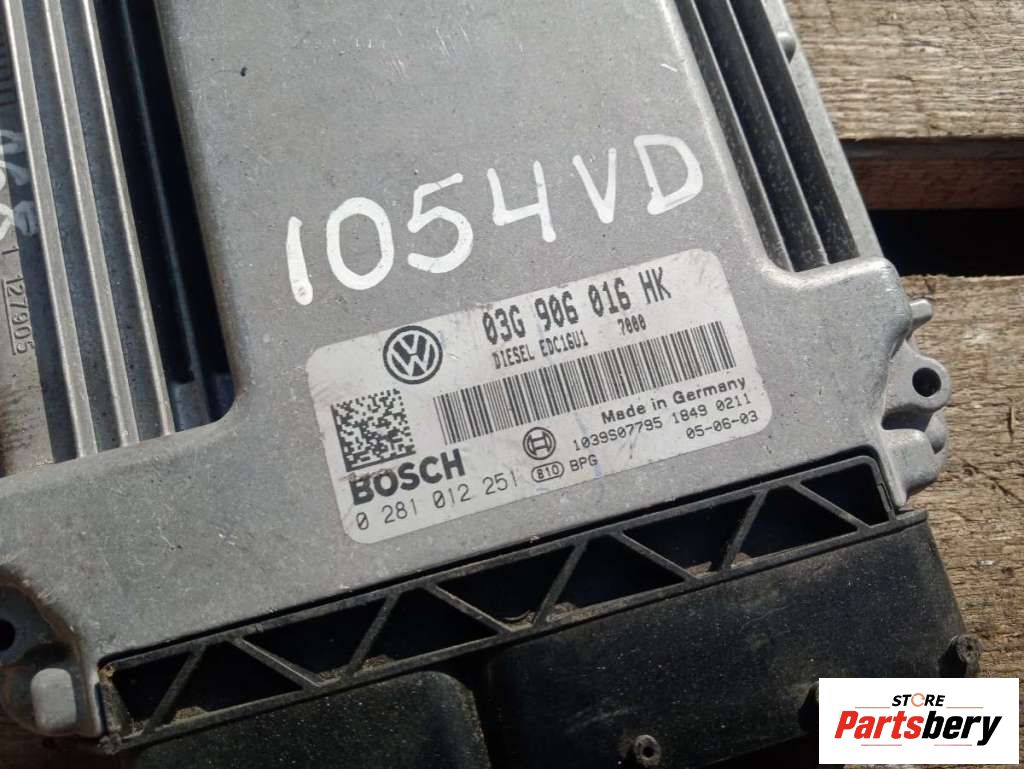 1054VD
03G 906 016 HK
DIESEL EDC16U1 7000
Made in Germany
1039S07795 1849 0211
05-06-03
BOSCH
810 BPG
0 281 012 251
127905
STORE
Partsbery